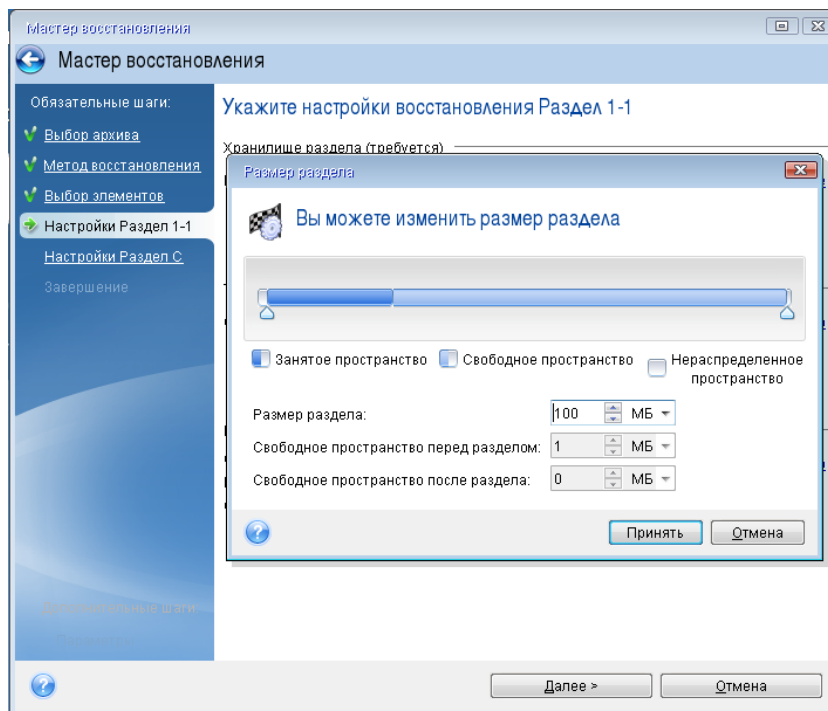 Мастер восстановления
Мастер восстановления
Обязательные шаги:
Выбор архива
Метод восстановления
Выбор элементов
Настройки Раздел 1-1
Настройки Раздел C
Завершение
Укажите настройки восстановления Раздел 1-1
Хранилище раздела (требуется)
Размер раздела
Вы можете изменить размер раздела
Занятое пространство
Свободное пространство
Нераспределенное
пространство
Размер раздела: 100 МБ
Свободное пространство перед разделом: 1 МБ
Свободное пространство после раздела: 0 МБ
Принять
Отмена
Далее >
Отмена